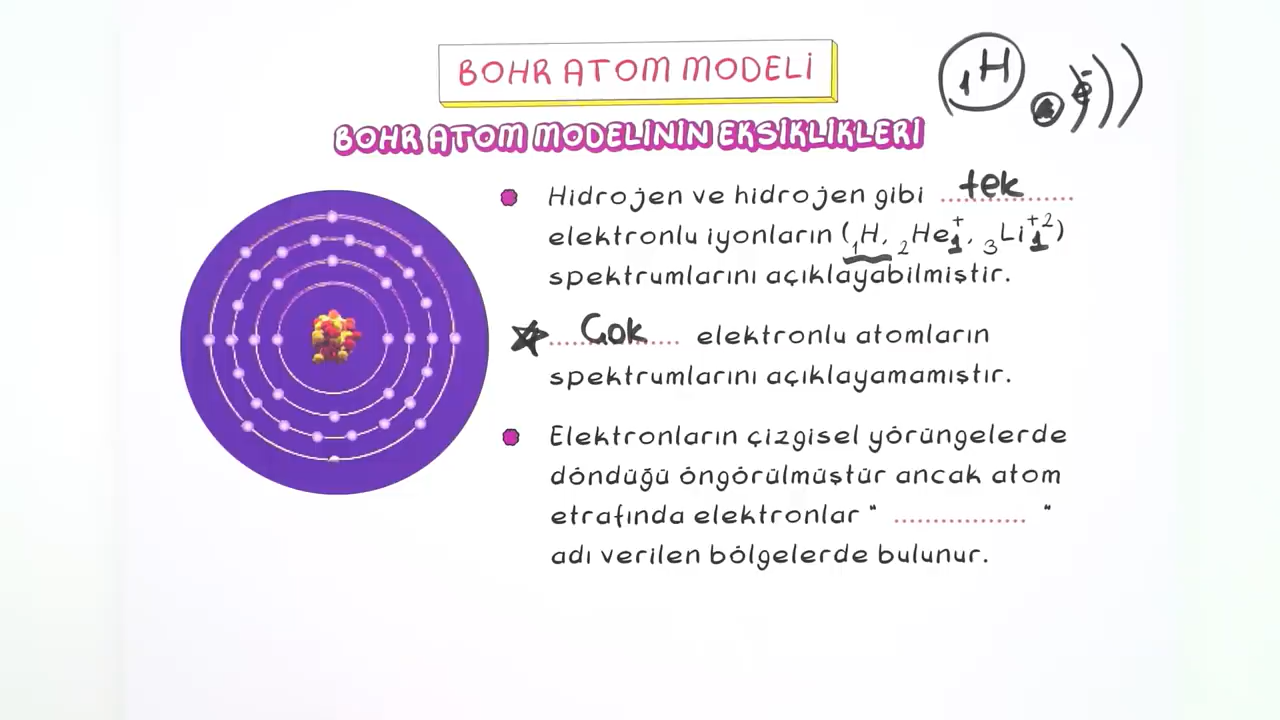 BOHR ATOM MODELİ
₁H
BOHR ATOM MODELİNİN EKSİKLİKLERİ
Hidrojen ve hidrojen gibi tek
elektronlu iyonların (₁H, ₂He⁺₁, ₃Li⁺²₁)
spektrumlarını açıklayabilmiştir.
Çok elektronlu atomların
spektrumlarını açıklayamamıştır.
Elektronların çizgisel yörüngelerde
döndüğü öngörülmüştür ancak atom
etrafında elektronlar " .................. "
adı verilen bölgelerde bulunur.